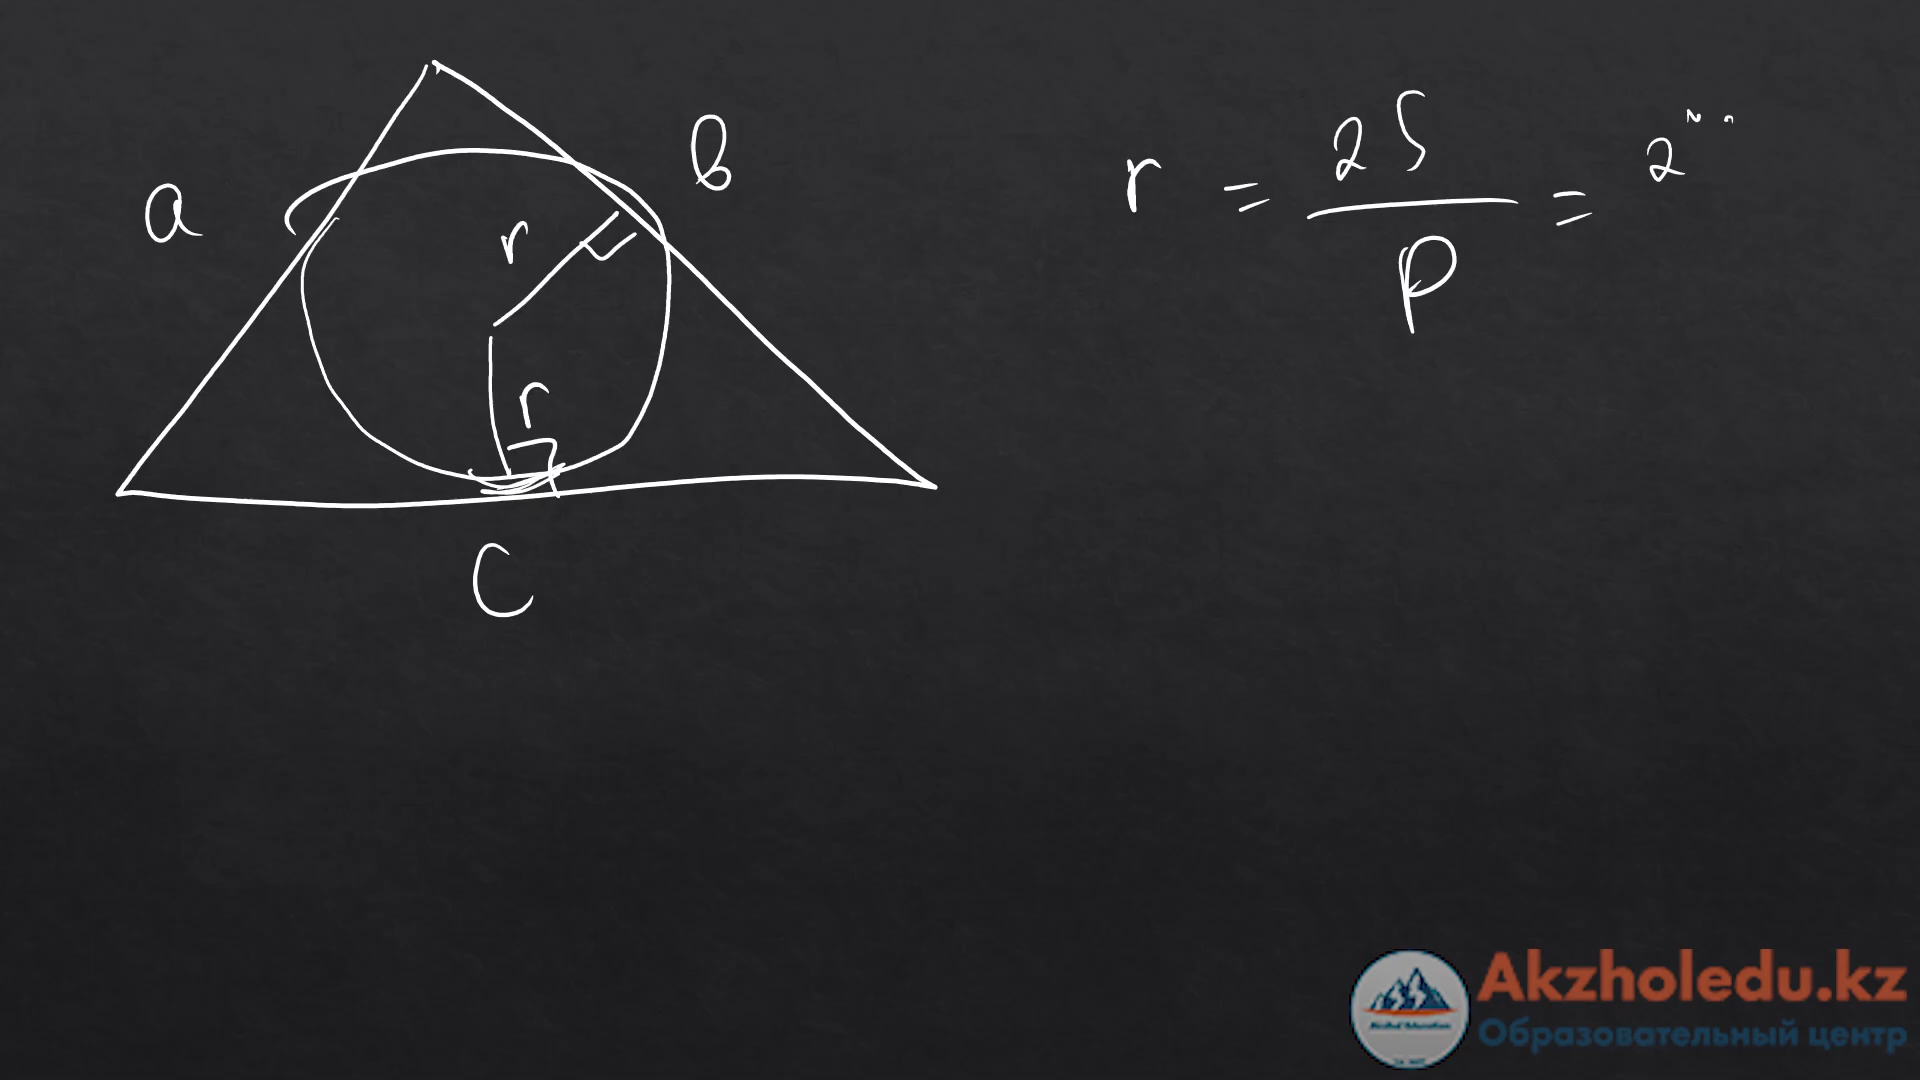 a
b
r
r
C
r = 2S / P = 2
Akzholedu.kz
Образовательный центр